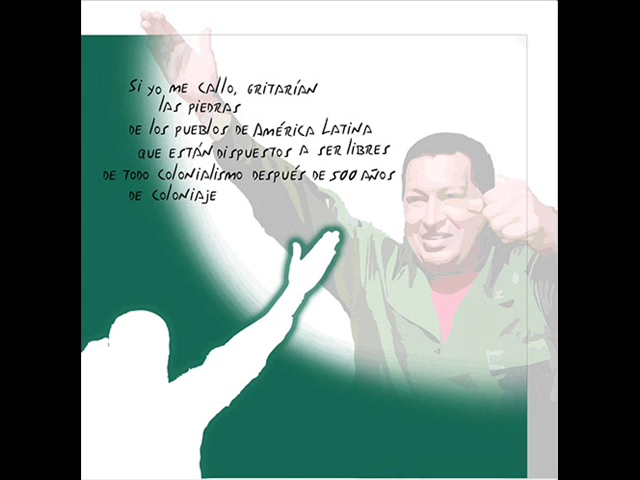 Si yo me callo, gritarían
las piedras
de los pueblos de América Latina
que están dispuestos a ser libres
de todo colonialismo después de 500 años
de coloniaje